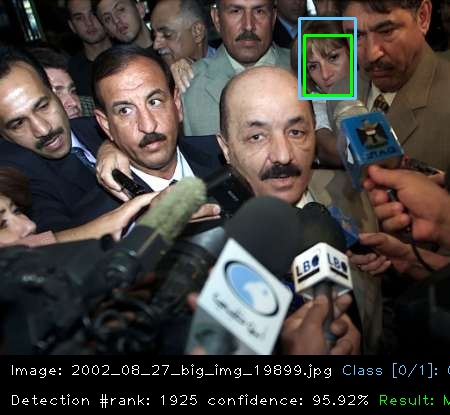 LBC
LBC
Image: 2002_08_27_big_img_19899.jpg Class [0/1]:
Detection #rank: 1925 confidence: 95.92% Result: